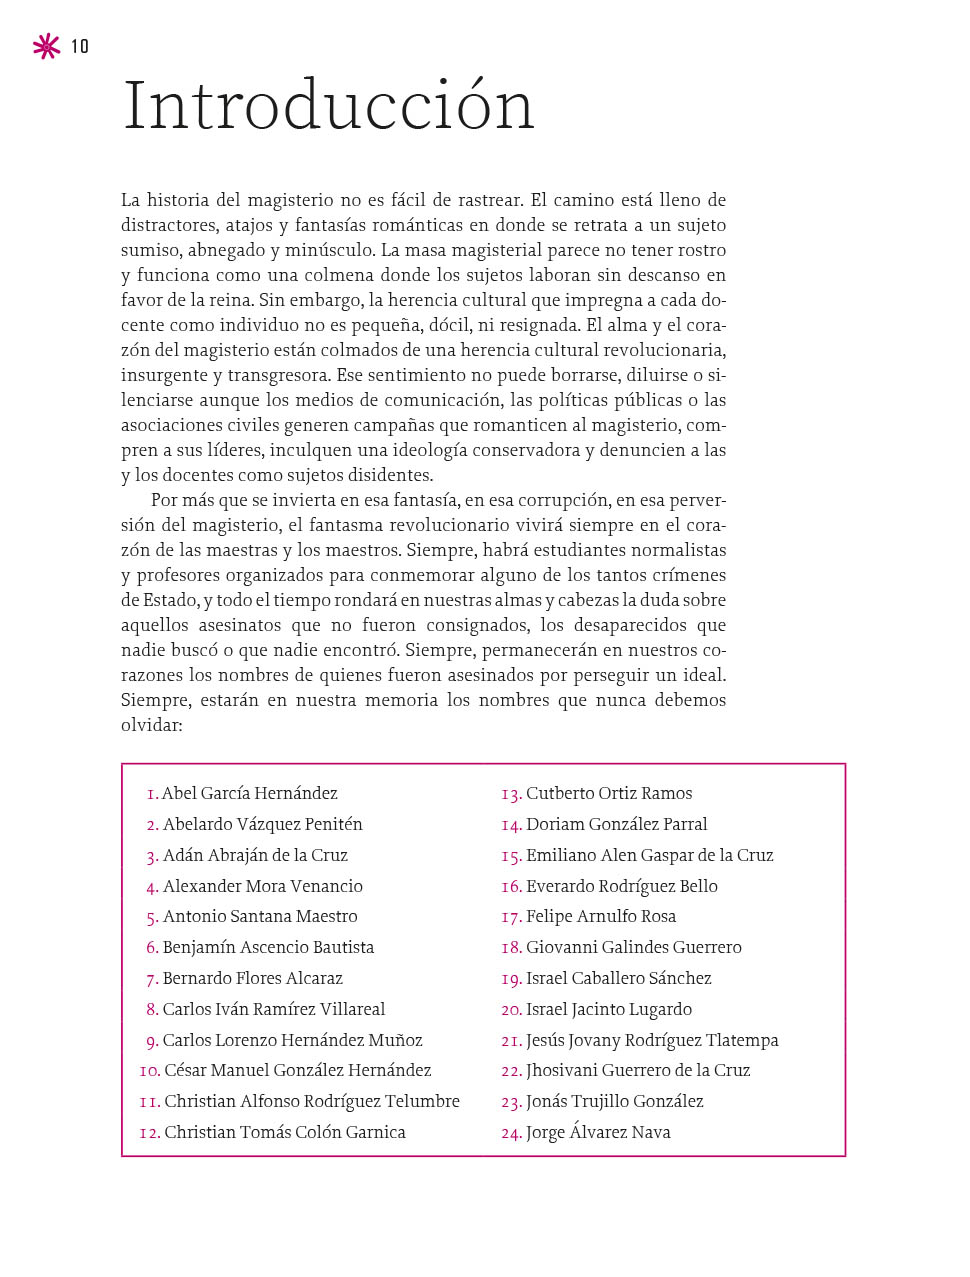 10
Introducción
La historia del magisterio no es fácil de rastrear. El camino está lleno de
distractores, atajos y fantasías románticas en donde se retrata a un sujeto
sumiso, abnegado y minúsculo. La masa magisterial parece no tener rostro
y funciona como una colmena donde los sujetos laboran sin descanso en
favor de la reina. Sin embargo, la herencia cultural que impregna a cada do-
cente como individuo no es pequeña, dócil, ni resignada. El alma y el cora-
zón del magisterio están colmados de una herencia cultural revolucionaria,
insurgente y transgresora. Ese sentimiento no puede borrarse, diluirse o si-
lenciarse aunque los medios de comunicación, las políticas públicas o las
asociaciones civiles generen campañas que romanticen al magisterio, com-
pren a sus líderes, inculquen una ideología conservadora y denuncien a las
y los docentes como sujetos disidentes.
Por más que se invierta en esa fantasía, en esa corrupción, en esa perver-
sión del magisterio, el fantasma revolucionario vivirá siempre en el cora-
zón de las maestras y los maestros. Siempre, habrá estudiantes normalistas
y profesores organizados para conmemorar alguno de los tantos crímenes
de Estado, y todo el tiempo rondará en nuestras almas y cabezas la duda sobre
aquellos asesinatos que no fueron consignados, los desaparecidos que
nadie buscó o que nadie encontró. Siempre, permanecerán en nuestros co-
razones los nombres de quienes fueron asesinados por perseguir un ideal.
Siempre, estarán en nuestra memoria los nombres que nunca debemos
olvidar:
1. Abel García Hernández
2. Abelardo Vázquez Penitén
3. Adán Abraján de la Cruz
4. Alexander Mora Venancio
5. Antonio Santana Maestro
6. Benjamín Ascencio Bautista
7. Bernardo Flores Alcaraz
8. Carlos Iván Ramírez Villareal
9. Carlos Lorenzo Hernández Muñoz
10. César Manuel González Hernández
11. Christian Alfonso Rodríguez Telumbre
12. Christian Tomás Colón Garnica
13. Cutberto Ortiz Ramos
14. Doriam González Parral
15. Emiliano Alen Gaspar de la Cruz
16. Everardo Rodríguez Bello
17. Felipe Arnulfo Rosa
18. Giovanni Galindes Guerrero
19. Israel Caballero Sánchez
20. Israel Jacinto Lugardo
21. Jesús Jovany Rodríguez Tlatempa
22. Jhosivani Guerrero de la Cruz
23. Jonás Trujillo González
24. Jorge Álvarez Nava